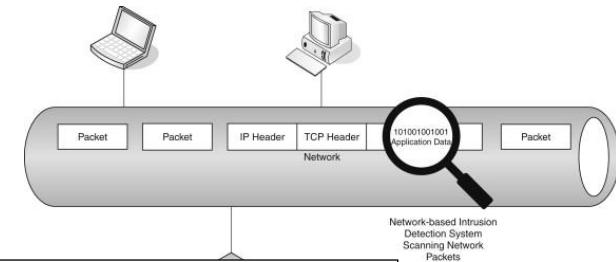 Packet
Packet
IP Header
TCP Header
101001001001
Application Data
Packet
Network
Network-based Intrusion
Detection System
Scanning Network
Packets